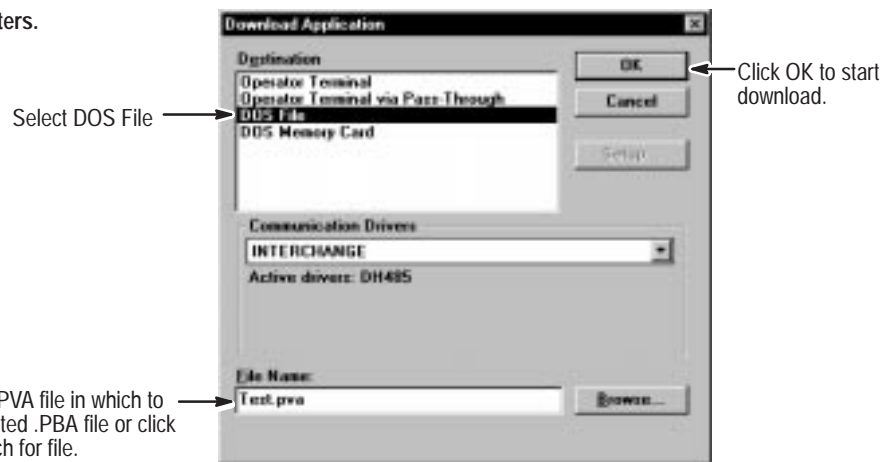 ters.
Download Application
Destination
Operator Terminal
Operator Terminal via Pass-Through
DOS File
DOS Memory Card
OK
Cancel
Setup...
Click OK to start
download.
Select DOS File
Communication Drivers
INTERCHANGE
Active drivers: DH485
File Name:
Test.pva
Browse...
PVA file in which to
ted .PBA file or click
ch for file.